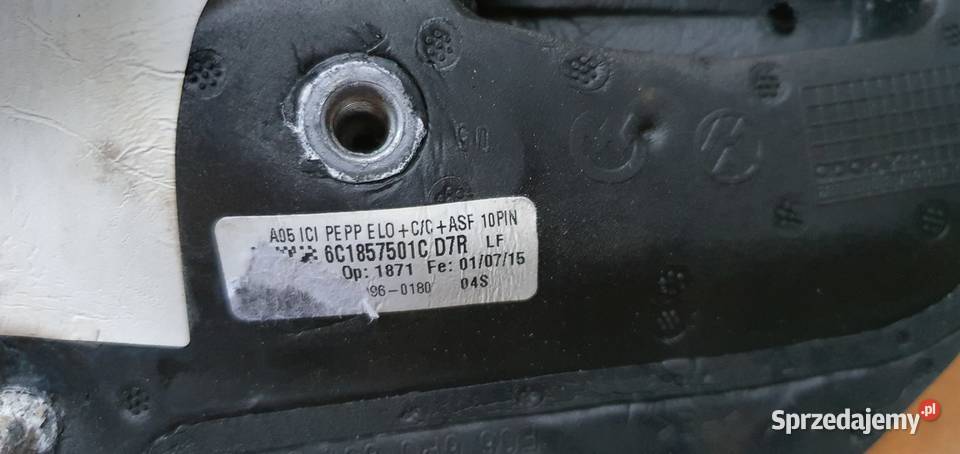 A05 ICI PEPP ELO+C/C+ASF 10PIN
6C1857501C D7R LF
Op: 1871 Fe: 01/07/15
96-0180 04S
Sprzedajemy.pl